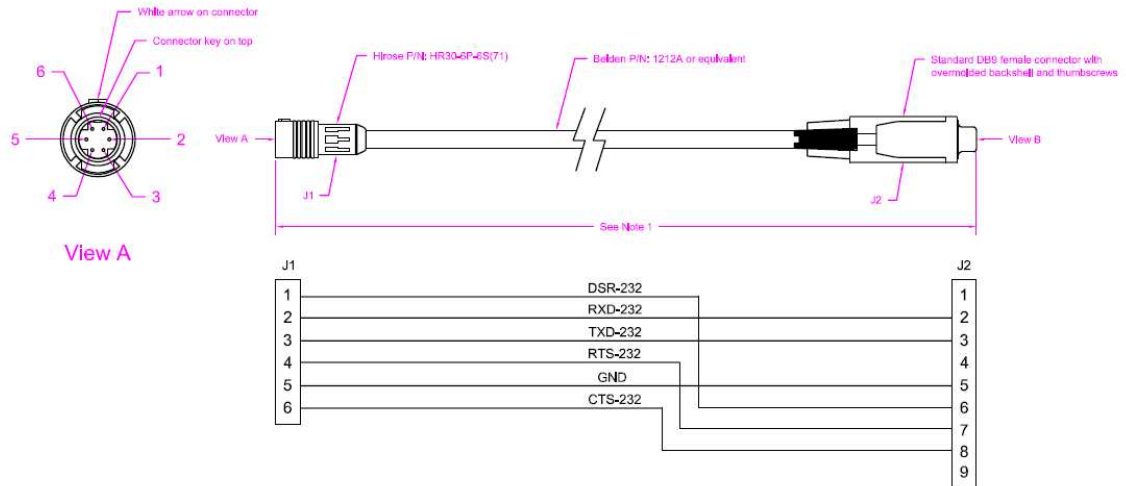 White arrow on connector
Connector key on top
6
1
5
2
4
3
View A
Hirose P/N: HR30-6P-6S(71)
Belden P/N: 1212A or equivalent
Standard DB9 female connector with
overmolded backshell and thumbscrews
View A
View B
J1
J2
See Note 1
J1
J2
1 DSR-232 1
2 RXD-232 2
3 TXD-232 3
4 RTS-232 4
5 GND 5
6 CTS-232 6
7
8
9